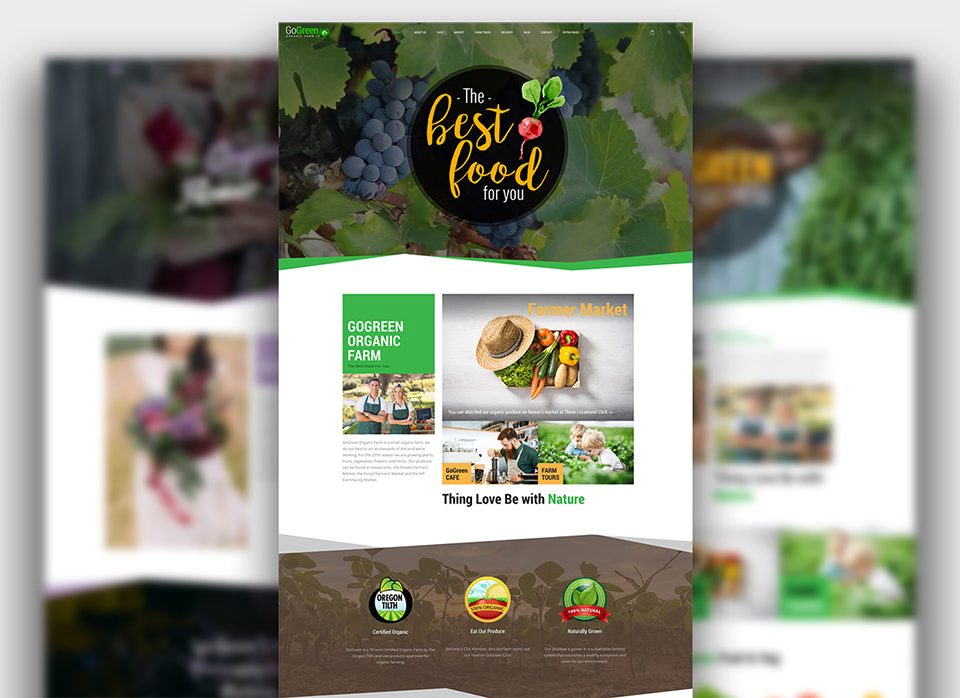 GoGreen
ORGANIC FARM
HOME ABOUT US CAFE MARKET FARM TOURS DELIVERY BLOG CONTACT EXTRA PAGES
- The -
best
food
for you
GOGREEN
ORGANIC
FARM
The Best Food For You
Farmer Market
You can also find our organic produce on farmer's market at These Locations! Click >>
GoGreen
CAFE
FARM
TOURS
GoGreen Organic Farm is a small organic farm, we
do our best to act as stewards of the land we're
working. For the 2016 season we are growing plants,
fruits, vegetables, flowers, and herbs. Our products
can be found in restaurants, the Envato Farmers'
Market, the Forest Farmers' Market and the WP
Community Market.
Thing Love Be with Nature
OREGON
TILTH
100% ORGANIC
100% NATURAL
Certified Organic
Eat Our Produce
Naturally Grown
GoGreen is a 70 acre Certified Organic Farm by The
Oregon Tilth and use products approved for
organic farming.
Become a CSA Member, visit our farm stand, eat
our food on GoGreen Cafe!
Our produce is grown in a sustainable farming
system that nourishes a healthy ecosystem and
cares for our environment.